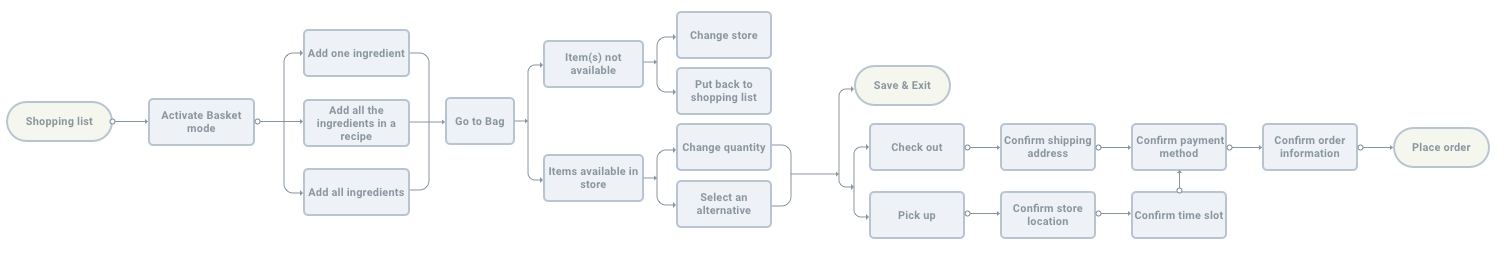 Shopping list
Activate Basket
mode
Add one ingredient
Add all the
ingredients in a
recipe
Add all ingredients
Go to Bag
Item(s) not
available
Items available in
store
Change store
Put back to
shopping list
Change quantity
Select an
alternative
Save & Exit
Check out
Pick up
Confirm shipping
address
Confirm store
location
Confirm payment
method
Confirm time slot
Confirm order
information
Place order